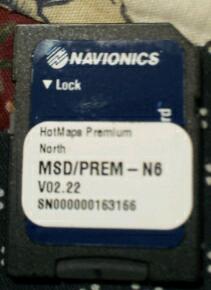 NAVIONICS
▼ Lock
HotMaps Premium
North
MSD/PREM - N6
V02.22
SN000000163166